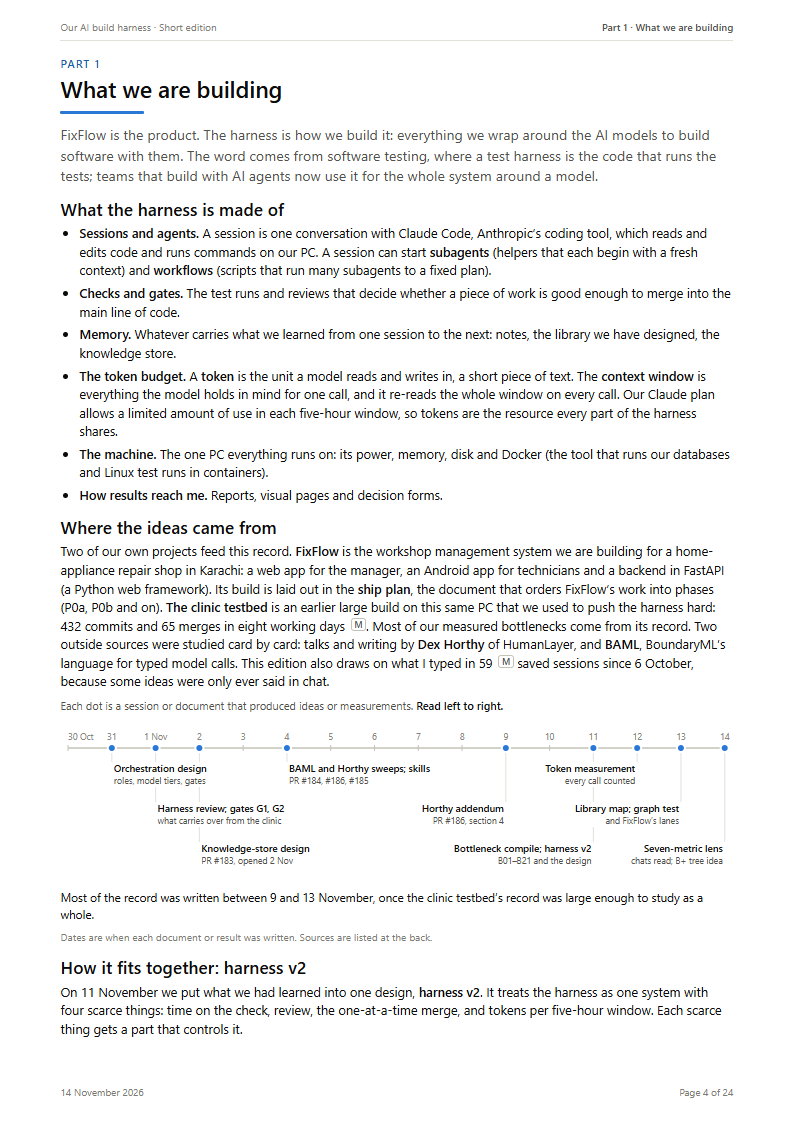 Our AI build harness · Short edition
Part 1 · What we are building
PART 1
What we are building
FixFlow is the product. The harness is how we build it: everything we wrap around the AI models to build
software with them. The word comes from software testing, where a test harness is the code that runs the
tests; teams that build with AI agents now use it for the whole system around a model.
What the harness is made of
• Sessions and agents. A session is one conversation with Claude Code, Anthropic's coding tool, which reads and
edits code and runs commands on our PC. A session can start subagents (helpers that each begin with a fresh
context) and workflows (scripts that run many subagents to a fixed plan).
• Checks and gates. The test runs and reviews that decide whether a piece of work is good enough to merge into the
main line of code.
• Memory. Whatever carries what we learned from one session to the next: notes, the library we have designed, the
knowledge store.
• The token budget. A token is the unit a model reads and writes in, a short piece of text. The context window is
everything the model holds in mind for one call, and it re-reads the whole window on every call. Our Claude plan
allows a limited amount of use in each five-hour window, so tokens are the resource every part of the harness
shares.
• The machine. The one PC everything runs on: its power, memory, disk and Docker (the tool that runs our databases
and Linux test runs in containers).
• How results reach me. Reports, visual pages and decision forms.
Where the ideas came from
Two of our own projects feed this record. FixFlow is the workshop management system we are building for a home-
appliance repair shop in Karachi: a web app for the manager, an Android app for technicians and a backend in FastAPI
(a Python web framework). Its build is laid out in the ship plan, the document that orders FixFlow's work into phases
(P0a, P0b and on). The clinic testbed is an earlier large build on this same PC that we used to push the harness hard:
432 commits and 65 merges in eight working days M. Most of our measured bottlenecks come from its record. Two
outside sources were studied card by card: talks and writing by Dex Horthy of HumanLayer, and BAML, BoundaryML's
language for typed model calls. This edition also draws on what I typed in 59 M saved sessions since 6 October,
because some ideas were only ever said in chat.
Each dot is a session or document that produced ideas or measurements. Read left to right.
30 Oct 31 1 Nov 2 3 4 5 6 7 8 9 10 11 12 13 14
Orchestration design
roles, model tiers, gates
BAML and Horthy sweeps; skills
PR #184, #186, #185
Token measurement
every call counted
Harness review; gates G1, G2
what carries over from the clinic
Horthy addendum
PR #186, section 4
Library map; graph test
and FixFlow's lanes
Knowledge-store design
PR #183, opened 2 Nov
Bottleneck compile; harness v2
B01–B21 and the design
Seven-metric lens
chats read; B+ tree idea
Most of the record was written between 9 and 13 November, once the clinic testbed's record was large enough to study as a
whole.
Dates are when each document or result was written. Sources are listed at the back.
How it fits together: harness v2
On 11 November we put what we had learned into one design, harness v2. It treats the harness as one system with
four scarce things: time on the check, review, the one-at-a-time merge, and tokens per five-hour window. Each scarce
thing gets a part that controls it.
14 November 2026
Page 4 of 24